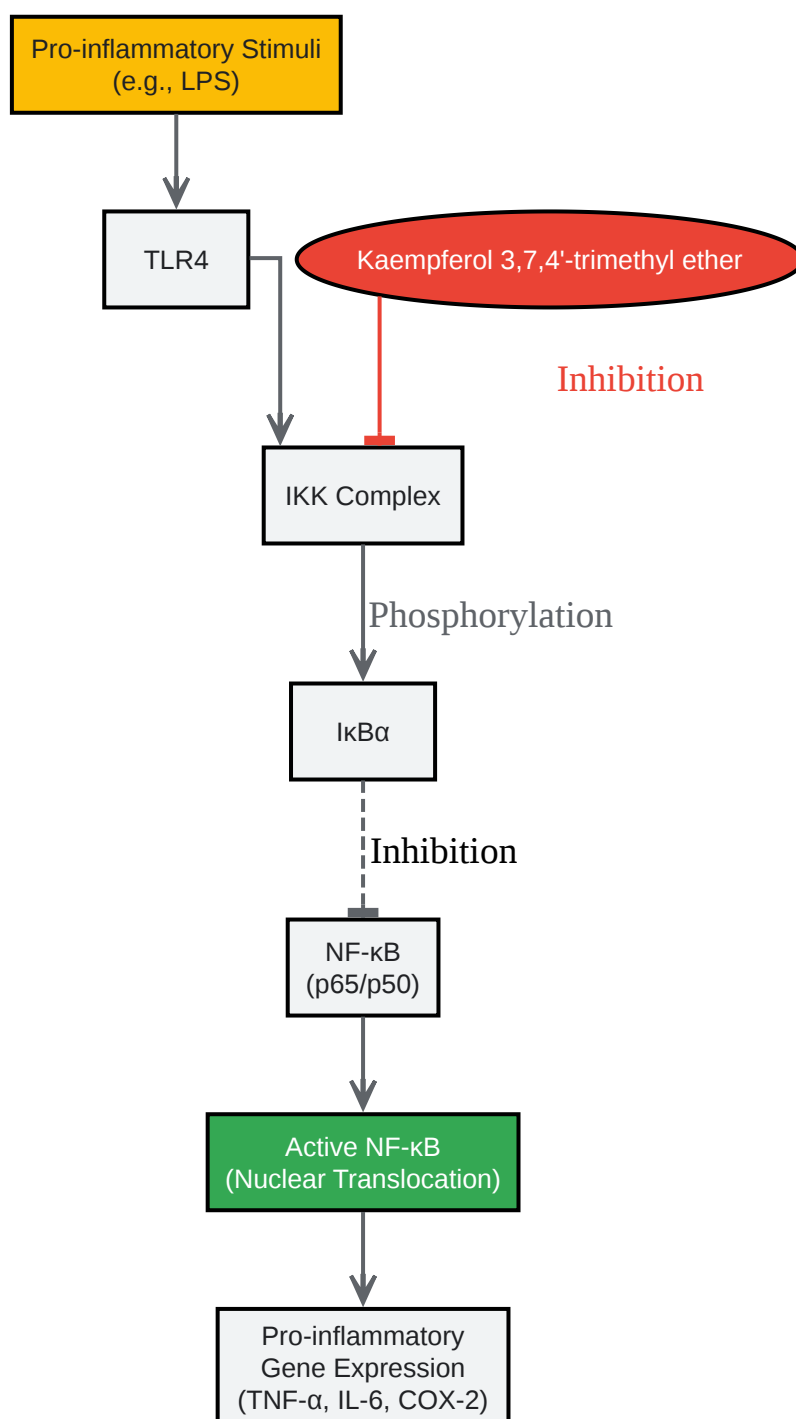 Pro-inflammatory Stimuli
(e.g., LPS)
TLR4
Kaempferol 3,7,4'-trimethyl ether
Inhibition
IKK Complex
Phosphorylation
IκBα
Inhibition
NF-κB
(p65/p50)
Active NF-κB
(Nuclear Translocation)
Pro-inflammatory
Gene Expression
(TNF-α, IL-6, COX-2)